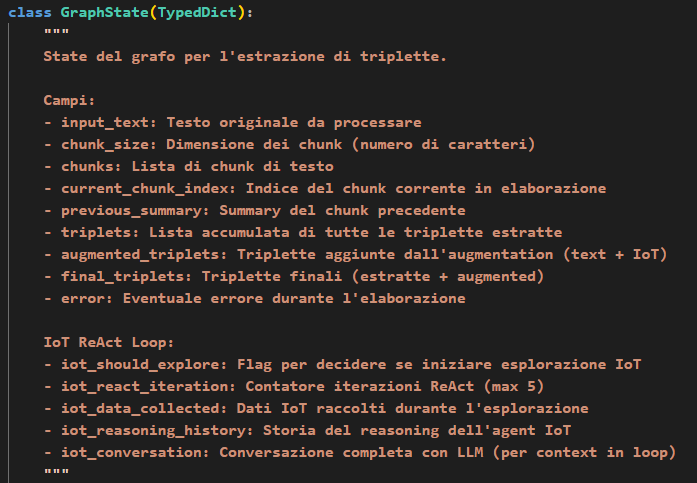 class GraphState(TypedDict):
"""
State del grafo per l'estrazione di triplette.
Campi:
- input_text: Testo originale da processare
- chunk_size: Dimensione dei chunk (numero di caratteri)
- chunks: Lista di chunk di testo
- current_chunk_index: Indice del chunk corrente in elaborazione
- previous_summary: Summary del chunk precedente
- triplets: Lista accumulata di tutte le triplette estratte
- augmented_triplets: Triplette aggiunte dall'augmentation (text + IoT)
- final_triplets: Triplette finali (estratte + augmented)
- error: Eventuale errore durante l'elaborazione
IoT ReAct Loop:
- iot_should_explore: Flag per decidere se iniziare esplorazione IoT
- iot_react_iteration: Contatore iterazioni ReAct (max 5)
- iot_data_collected: Dati IoT raccolti durante l'esplorazione
- iot_reasoning_history: Storia del reasoning dell'agent IoT
- iot_conversation: Conversazione completa con LLM (per context in loop)
"""